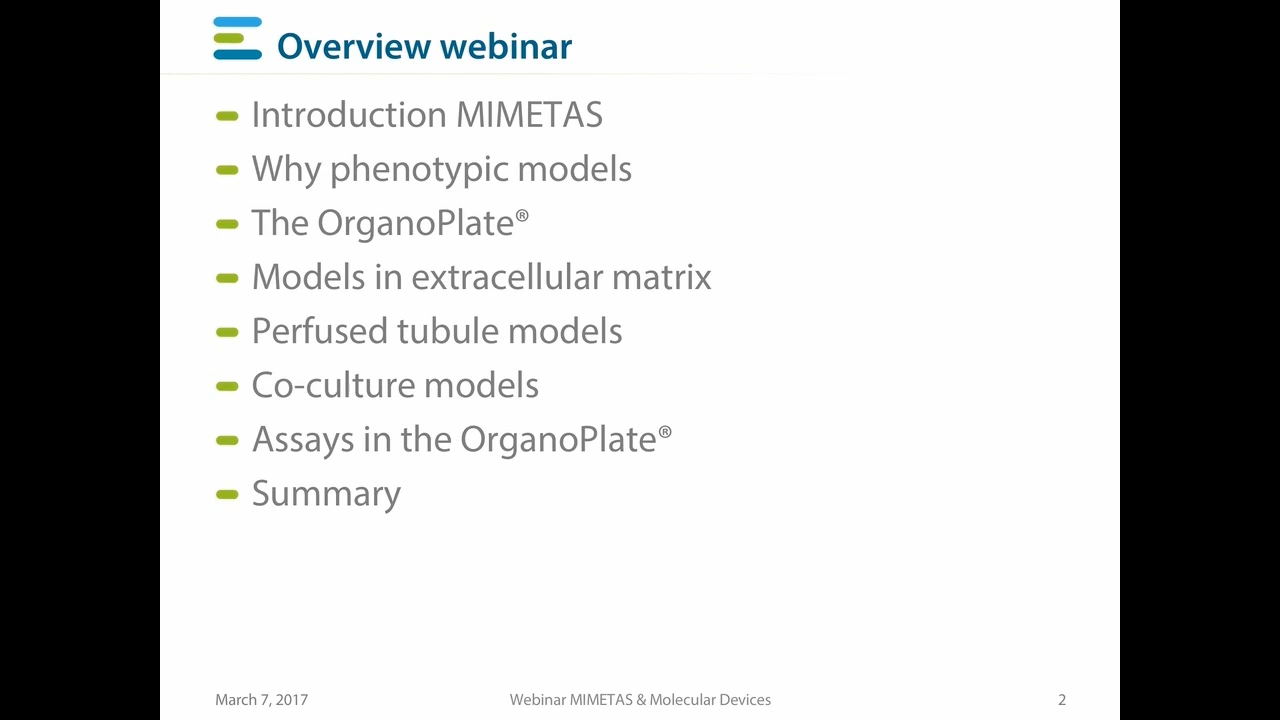 Overview webinar
Introduction MIMETAS
Why phenotypic models
The OrganoPlate®
Models in extracellular matrix
Perfused tubule models
Co-culture models
Assays in the OrganoPlate®
Summary
March 7, 2017
Webinar MIMETAS & Molecular Devices
2